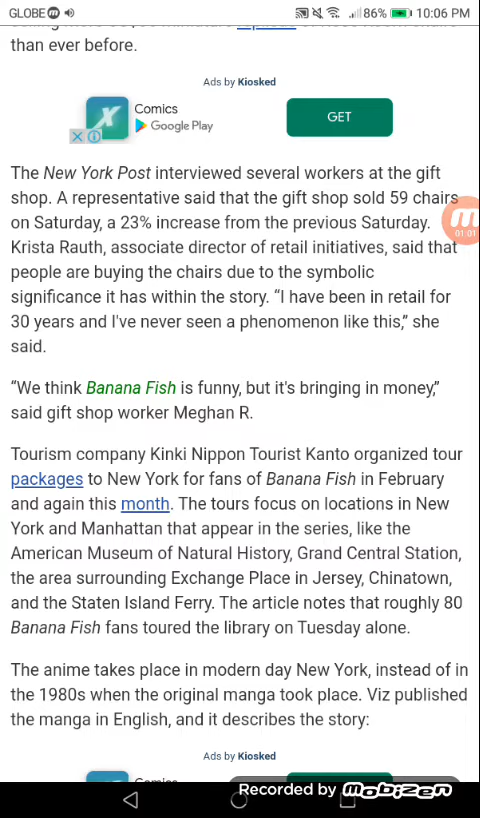 GLOBE 86% 10:06 PM
than ever before.
Ads by Kiosked
Comics
Google Play
GET
The New York Post interviewed several workers at the gift
shop. A representative said that the gift shop sold 59 chairs
on Saturday, a 23% increase from the previous Saturday.
01:01
Krista Rauth, associate director of retail initiatives, said that
people are buying the chairs due to the symbolic
significance it has within the story. “I have been in retail for
30 years and I've never seen a phenomenon like this,” she
said.
“We think Banana Fish is funny, but it's bringing in money,”
said gift shop worker Meghan R.
Tourism company Kinki Nippon Tourist Kanto organized tour
packages to New York for fans of Banana Fish in February
and again this month. The tours focus on locations in New
York and Manhattan that appear in the series, like the
American Museum of Natural History, Grand Central Station,
the area surrounding Exchange Place in Jersey, Chinatown,
and the Staten Island Ferry. The article notes that roughly 80
Banana Fish fans toured the library on Tuesday alone.
The anime takes place in modern day New York, instead of in
the 1980s when the original manga took place. Viz published
the manga in English, and it describes the story:
Ads by Kiosked
Recorded by Mobizen